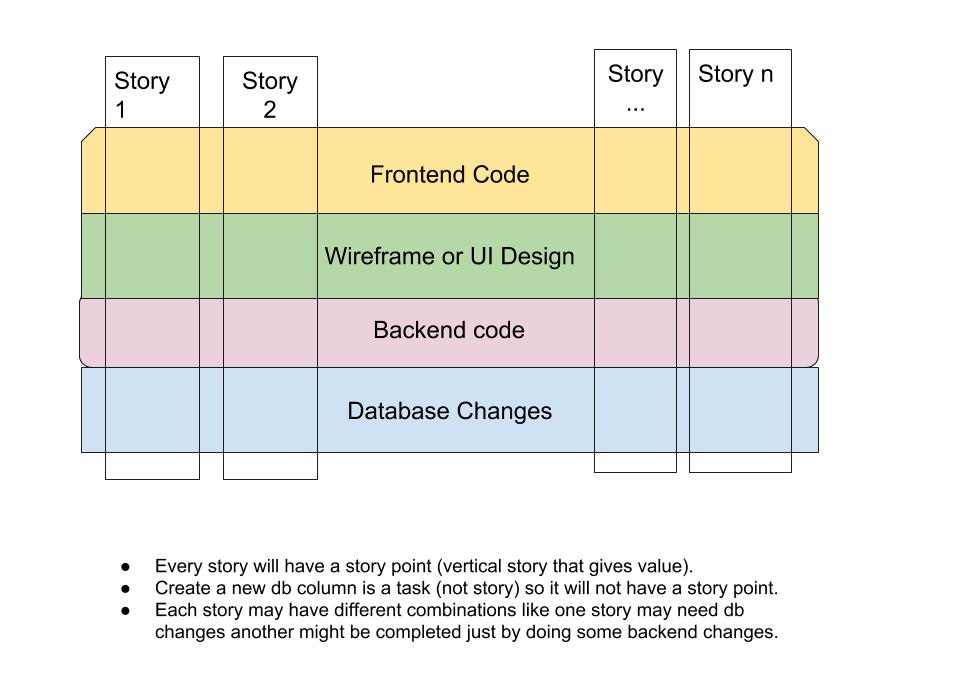 Story
1
Story
2
Story
...
Story n
Frontend Code
Wireframe or UI Design
Backend code
Database Changes
● Every story will have a story point (vertical story that gives value).
● Create a new db column is a task (not story) so it will not have a story point.
● Each story may have different combinations like one story may need db
changes another might be completed just by doing some backend changes.